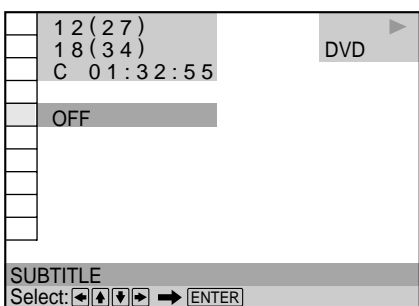 12(27)
18(34)
C 01:32:55
DVD
OFF
SUBTITLE
Select: ENTER